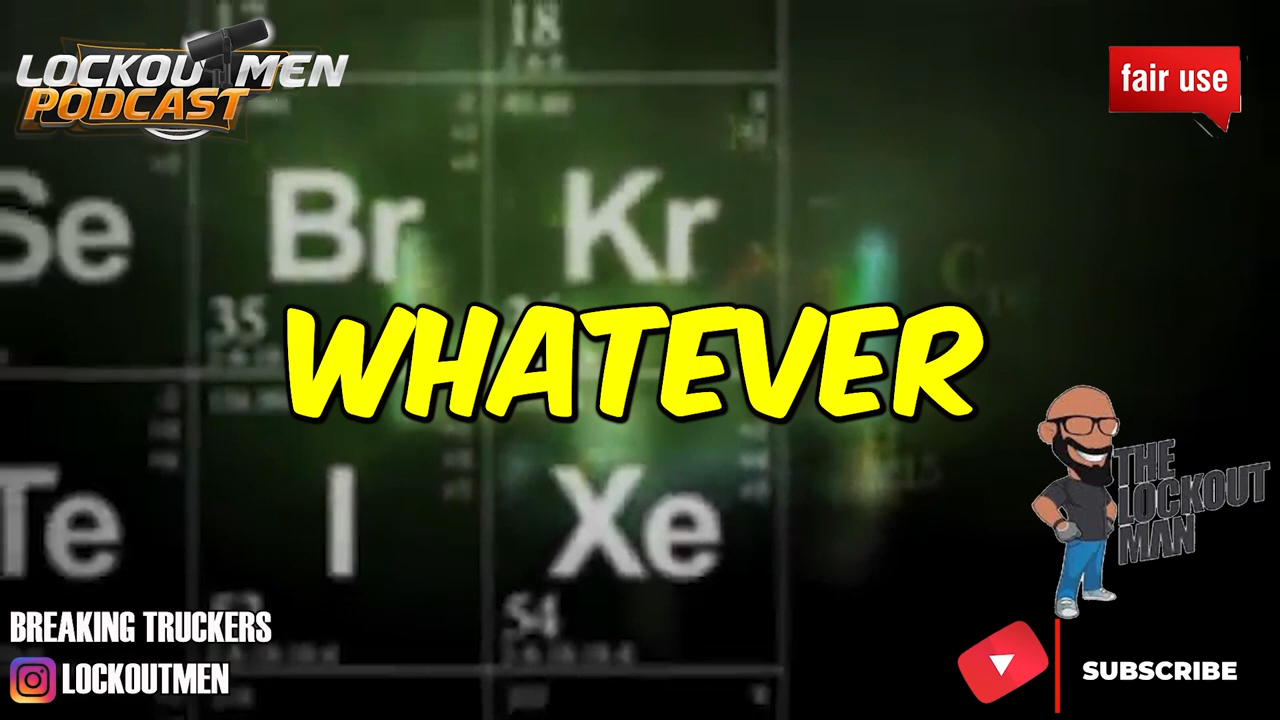 18
LOCKOUTMEN
PODCAST
fair use
Se Br Kr
35
WHATEVER
Te I Xe
THE
LOCKOUT
MAN
54
BREAKING TRUCKERS
LOCKOUTMEN
SUBSCRIBE